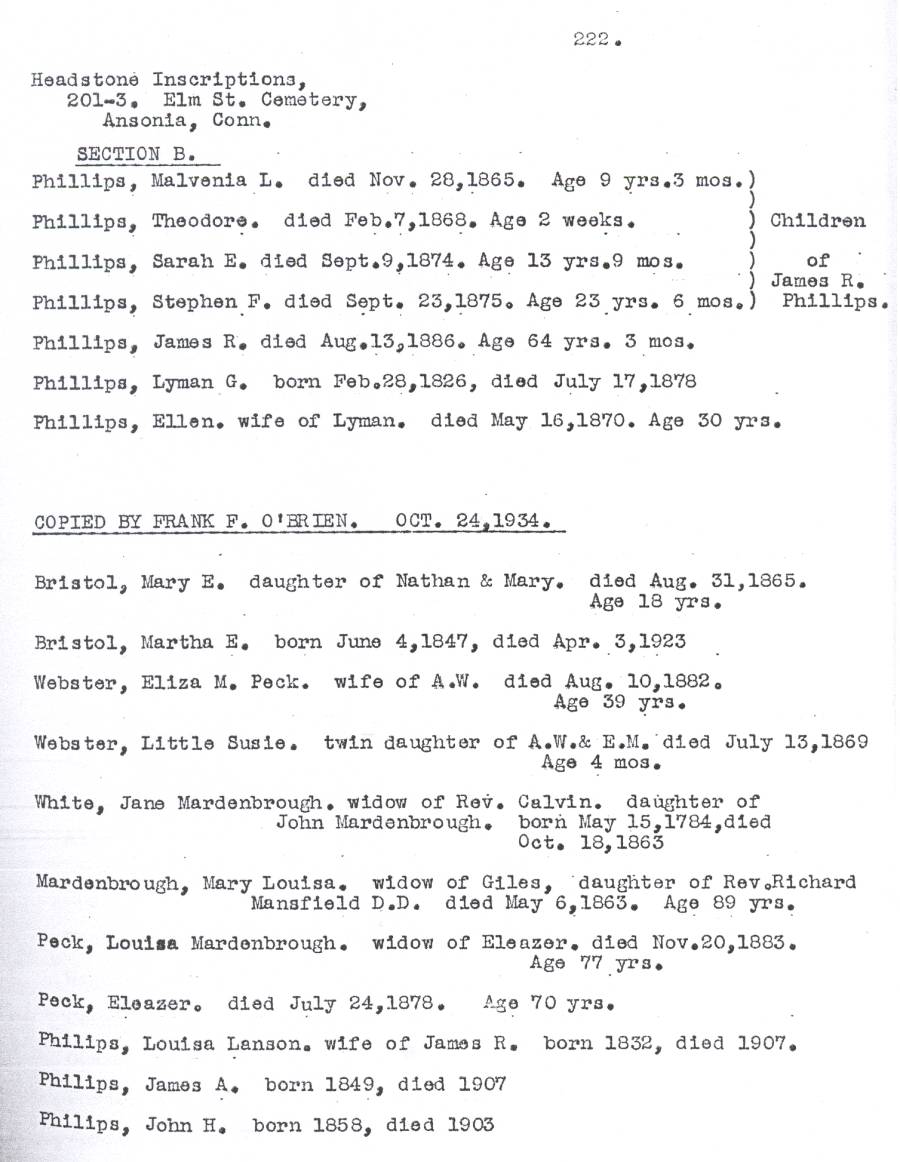 222.
Headstone Inscriptions,
201-3. Elm St. Cemetery,
Ansonia, Conn.
SECTION B.
Phillips, Malvenia L. died Nov. 28,1865. Age 9 yrs.3 mos.)
)
Phillips, Theodore. died Feb.7,1868. Age 2 weeks. ) Children
)
Phillips, Sarah E. died Sept.9,1874. Age 13 yrs.9 mos. ) of
) James R.
Phillips, Stephen F. died Sept. 23,1875. Age 23 yrs. 6 mos.) Phillips.
Phillips, James R. died Aug.13,1886. Age 64 yrs. 3 mos.
Phillips, Lyman G. born Feb.28,1826, died July 17,1878
Phillips, Ellen. wife of Lyman. died May 16,1870. Age 30 yrs.
COPIED BY FRANK F. O'BRIEN. OCT. 24,1934.
Bristol, Mary E. daughter of Nathan & Mary. died Aug. 31,1865.
Age 18 yrs.
Bristol, Martha E. born June 4,1847, died Apr. 3,1923
Webster, Eliza M. Peck. wife of A.W. died Aug. 10,1882.
Age 39 yrs.
Webster, Little Susie. twin daughter of A.W.& E.M. died July 13,1869
Age 4 mos.
White, Jane Mardenbrough. widow of Rev. Calvin. daughter of
John Mardenbrough. born May 15,1784,died
Oct. 18,1863
Mardenbrough, Mary Louisa. widow of Giles, daughter of Rev.Richard
Mansfield D.D. died May 6,1863. Age 89 yrs.
Peck, Louisa Mardenbrough. widow of Eleazer. died Nov.20,1883.
Age 77 yrs.
Peck, Eleazer. died July 24,1878. Age 70 yrs.
Philips, Louisa Lanson. wife of James R. born 1832, died 1907.
Philips, James A. born 1849, died 1907
Philips, John H. born 1858, died 1903